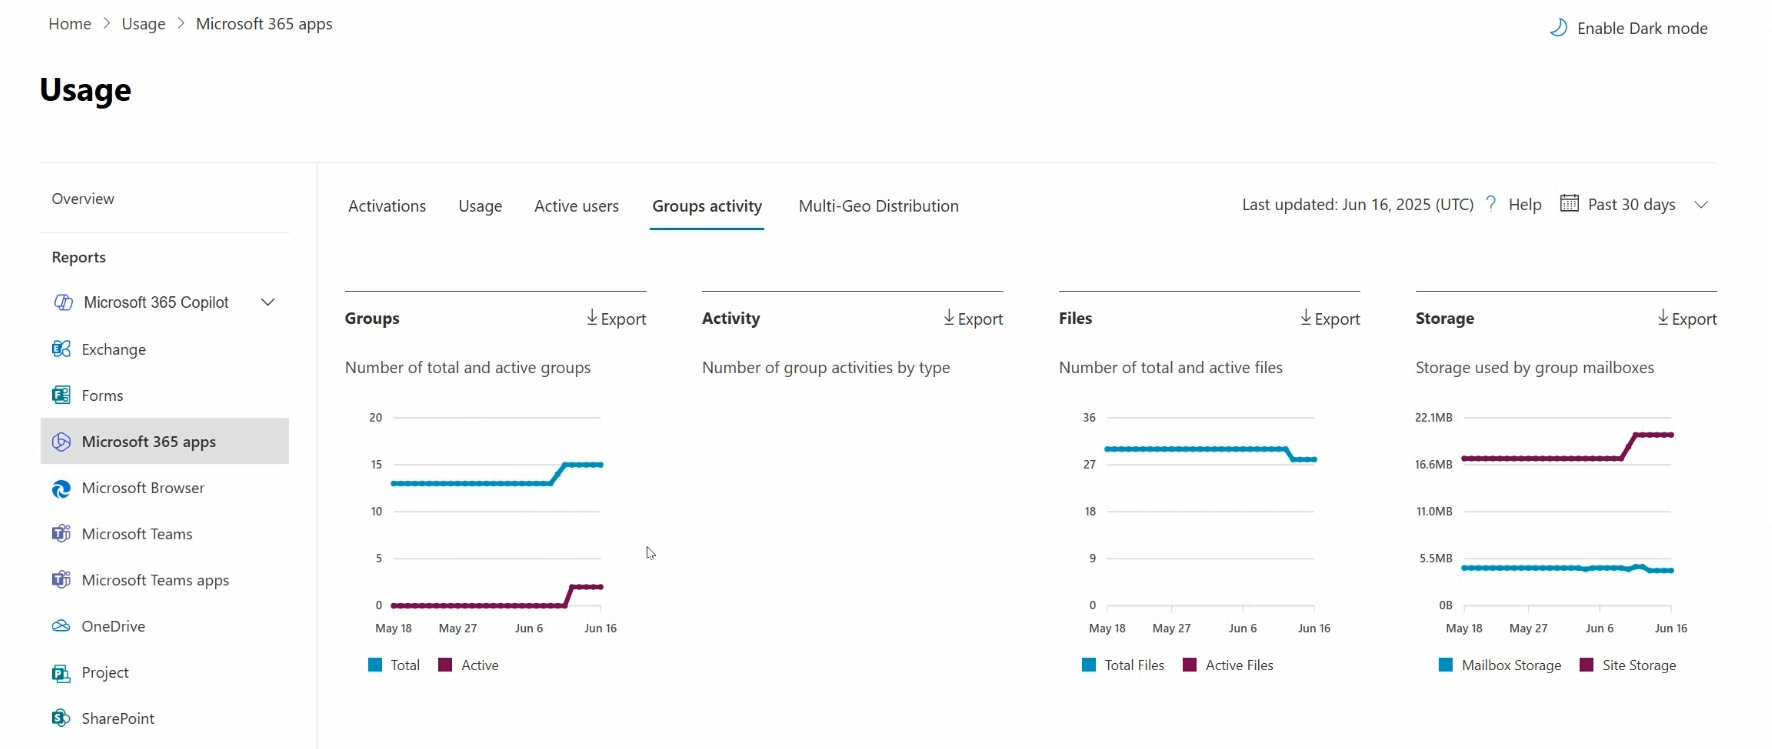 Home > Usage > Microsoft 365 apps
Enable Dark mode
Usage
Overview
Reports
Microsoft 365 Copilot
Exchange
Forms
Microsoft 365 apps
Microsoft Browser
Microsoft Teams
Microsoft Teams apps
OneDrive
Project
SharePoint
Activations Usage Active users Groups activity Multi-Geo Distribution
Last updated: Jun 16, 2025 (UTC) ? Help Past 30 days
Groups Export
Number of total and active groups
20
15
10
5
0
May 18 May 27 Jun 6 Jun 16
Total Active
Activity Export
Number of group activities by type
Files Export
Number of total and active files
36
27
18
9
0
May 18 May 27 Jun 6 Jun 16
Total Files Active Files
Storage Export
Storage used by group mailboxes
22.1MB
16.6MB
11.0MB
5.5MB
0B
May 18 May 27 Jun 6 Jun 16
Mailbox Storage Site Storage